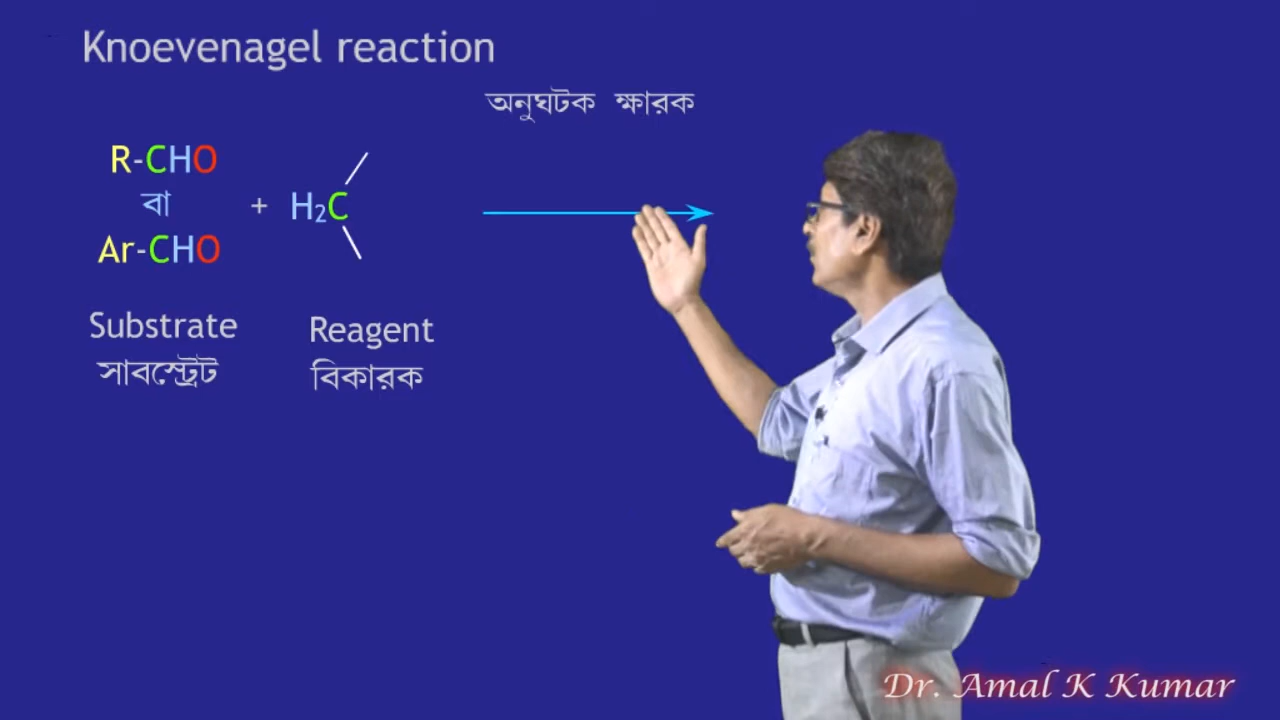 Knoevenagel reaction
অনুঘটক ক্ষারক
R-CHO
বা
+ H₂C
Ar-CHO
Substrate Reagent
সাবস্ট্রেট বিকারক
Dr. Amal K Kumar